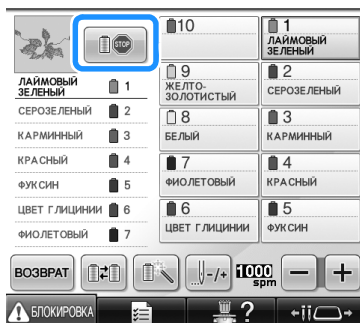 STOP
10
1
ЛАЙМОВЫЙ
ЗЕЛЕНЫЙ
9
ЖЕЛТО-
ЗОЛОТИСТЫЙ
2
СЕРОЗЕЛЕНЫЙ
8
БЕЛЫЙ
3
КАРМИННЫЙ
7
ФИОЛЕТОВЫЙ
4
КРАСНЫЙ
6
ЦВЕТ ГЛИЦИНИИ
5
ФУКСИН
ЛАЙМОВЫЙ
ЗЕЛЕНЫЙ 1
СЕРОЗЕЛЕНЫЙ 2
КАРМИННЫЙ 3
КРАСНЫЙ 4
ФУКСИН 5
ЦВЕТ ГЛИЦИНИИ 6
ФИОЛЕТОВЫЙ 7
ВОЗВРАТ
-/+
1000
spm
− +
БЛОКИРОВКА
?